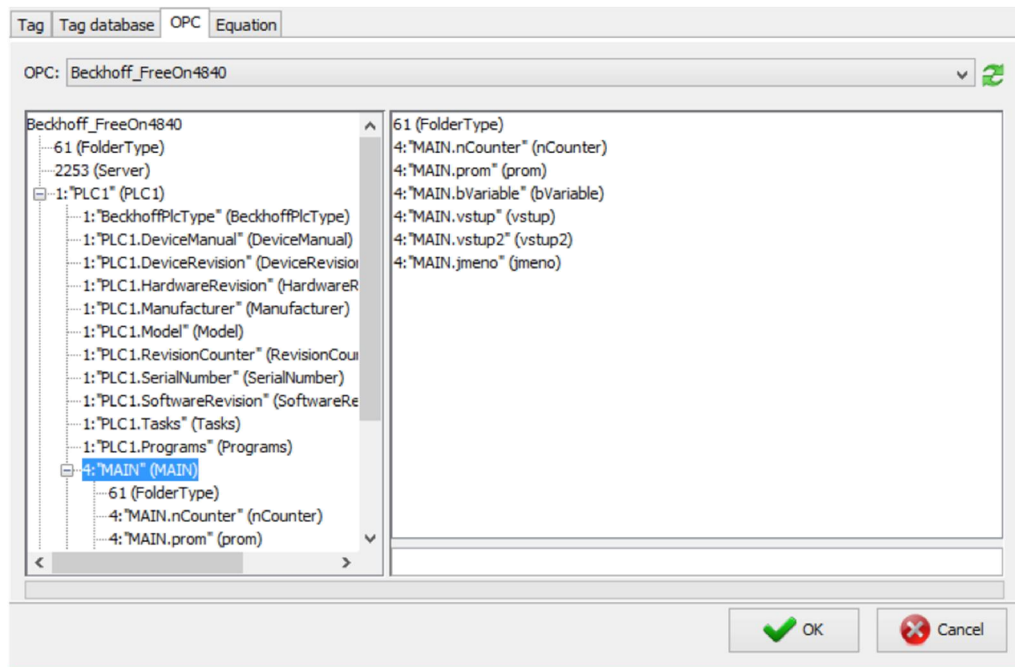 Tag Tag database OPC Equation
OPC: Beckhoff_FreeOn4840
Beckhoff_FreeOn4840
61 (FolderType)
2253 (Server)
1:"PLC1" (PLC1)
1:"BeckhoffPlcType" (BeckhoffPlcType)
1:"PLC1.DeviceManual" (DeviceManual)
1:"PLC1.DeviceRevision" (DeviceRevision
1:"PLC1.HardwareRevision" (HardwareR
1:"PLC1.Manufacturer" (Manufacturer)
1:"PLC1.Model" (Model)
1:"PLC1.RevisionCounter" (RevisionCour
1:"PLC1.SerialNumber" (SerialNumber)
1:"PLC1.SoftwareRevision" (SoftwareRe
1:"PLC1.Tasks" (Tasks)
1:"PLC1.Programs" (Programs)
4:"MAIN" (MAIN)
61 (FolderType)
4:"MAIN.nCounter" (nCounter)
4:"MAIN.prom" (prom)
61 (FolderType)
4:"MAIN.nCounter" (nCounter)
4:"MAIN.prom" (prom)
4:"MAIN.bVariable" (bVariable)
4:"MAIN.vstup" (vstup)
4:"MAIN.vstup2" (vstup2)
4:"MAIN.jmeno" (jmeno)
OK Cancel